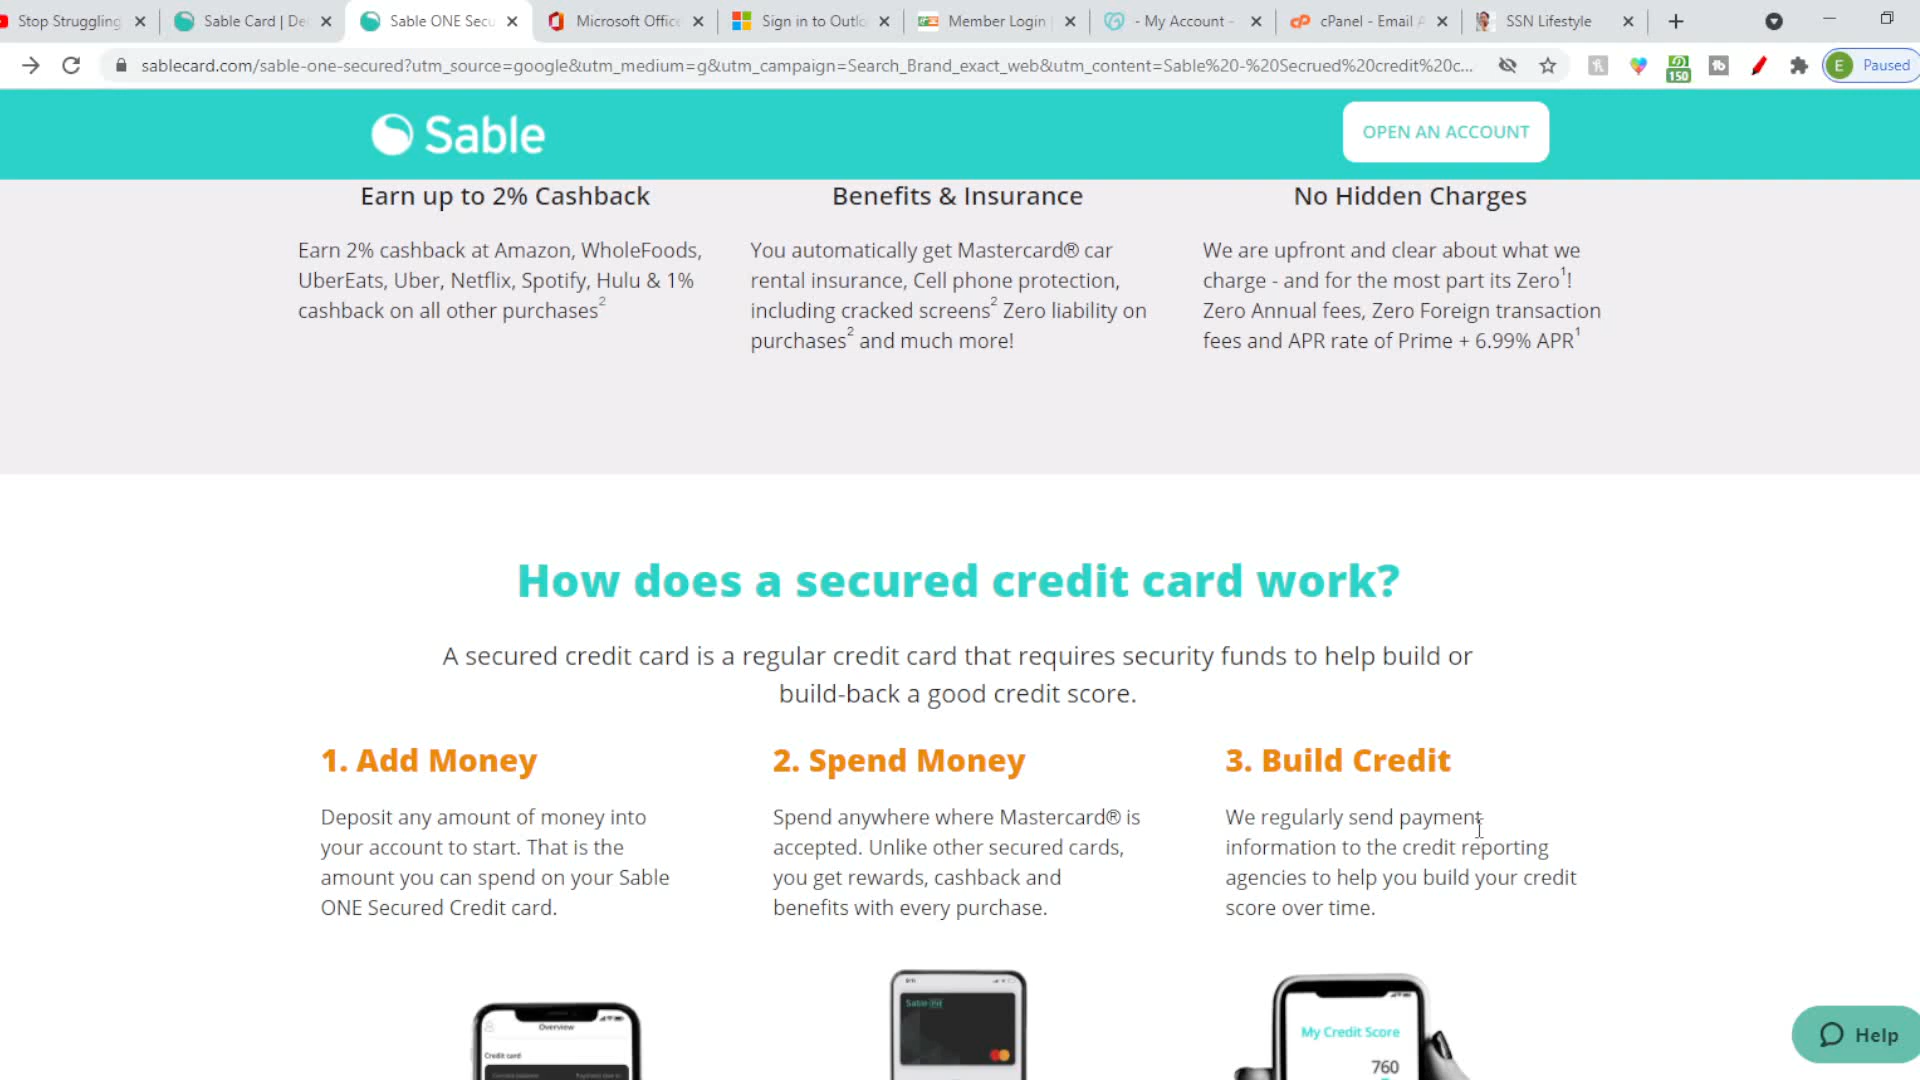 Stop Struggling
Sable Card | De
Sable ONE Secu
Microsoft Office
Sign in to Outlo
Member Login
- My Account -
cPanel - Email A
SSN Lifestyle
sablecard.com/sable-one-secured?utm_source=google&utm_medium=g&utm_campaign=Search_Brand_exact_web&utm_content=Sable%20-%20Secrued%20credit%20c...
150
E Paused
Sable
OPEN AN ACCOUNT
Earn up to 2% Cashback
Earn 2% cashback at Amazon, WholeFoods,
UberEats, Uber, Netflix, Spotify, Hulu & 1%
cashback on all other purchases2
Benefits & Insurance
You automatically get Mastercard® car
rental insurance, Cell phone protection,
including cracked screens2 Zero liability on
purchases2 and much more!
No Hidden Charges
We are upfront and clear about what we
charge - and for the most part its Zero1!
Zero Annual fees, Zero Foreign transaction
fees and APR rate of Prime + 6.99% APR1
How does a secured credit card work?
A secured credit card is a regular credit card that requires security funds to help build or
build-back a good credit score.
1. Add Money
Deposit any amount of money into
your account to start. That is the
amount you can spend on your Sable
ONE Secured Credit card.
2. Spend Money
Spend anywhere where Mastercard® is
accepted. Unlike other secured cards,
you get rewards, cashback and
benefits with every purchase.
3. Build Credit
We regularly send payment
information to the credit reporting
agencies to help you build your credit
score over time.
Overview
Credit card
Sable ONE
My Credit Score
760
Help